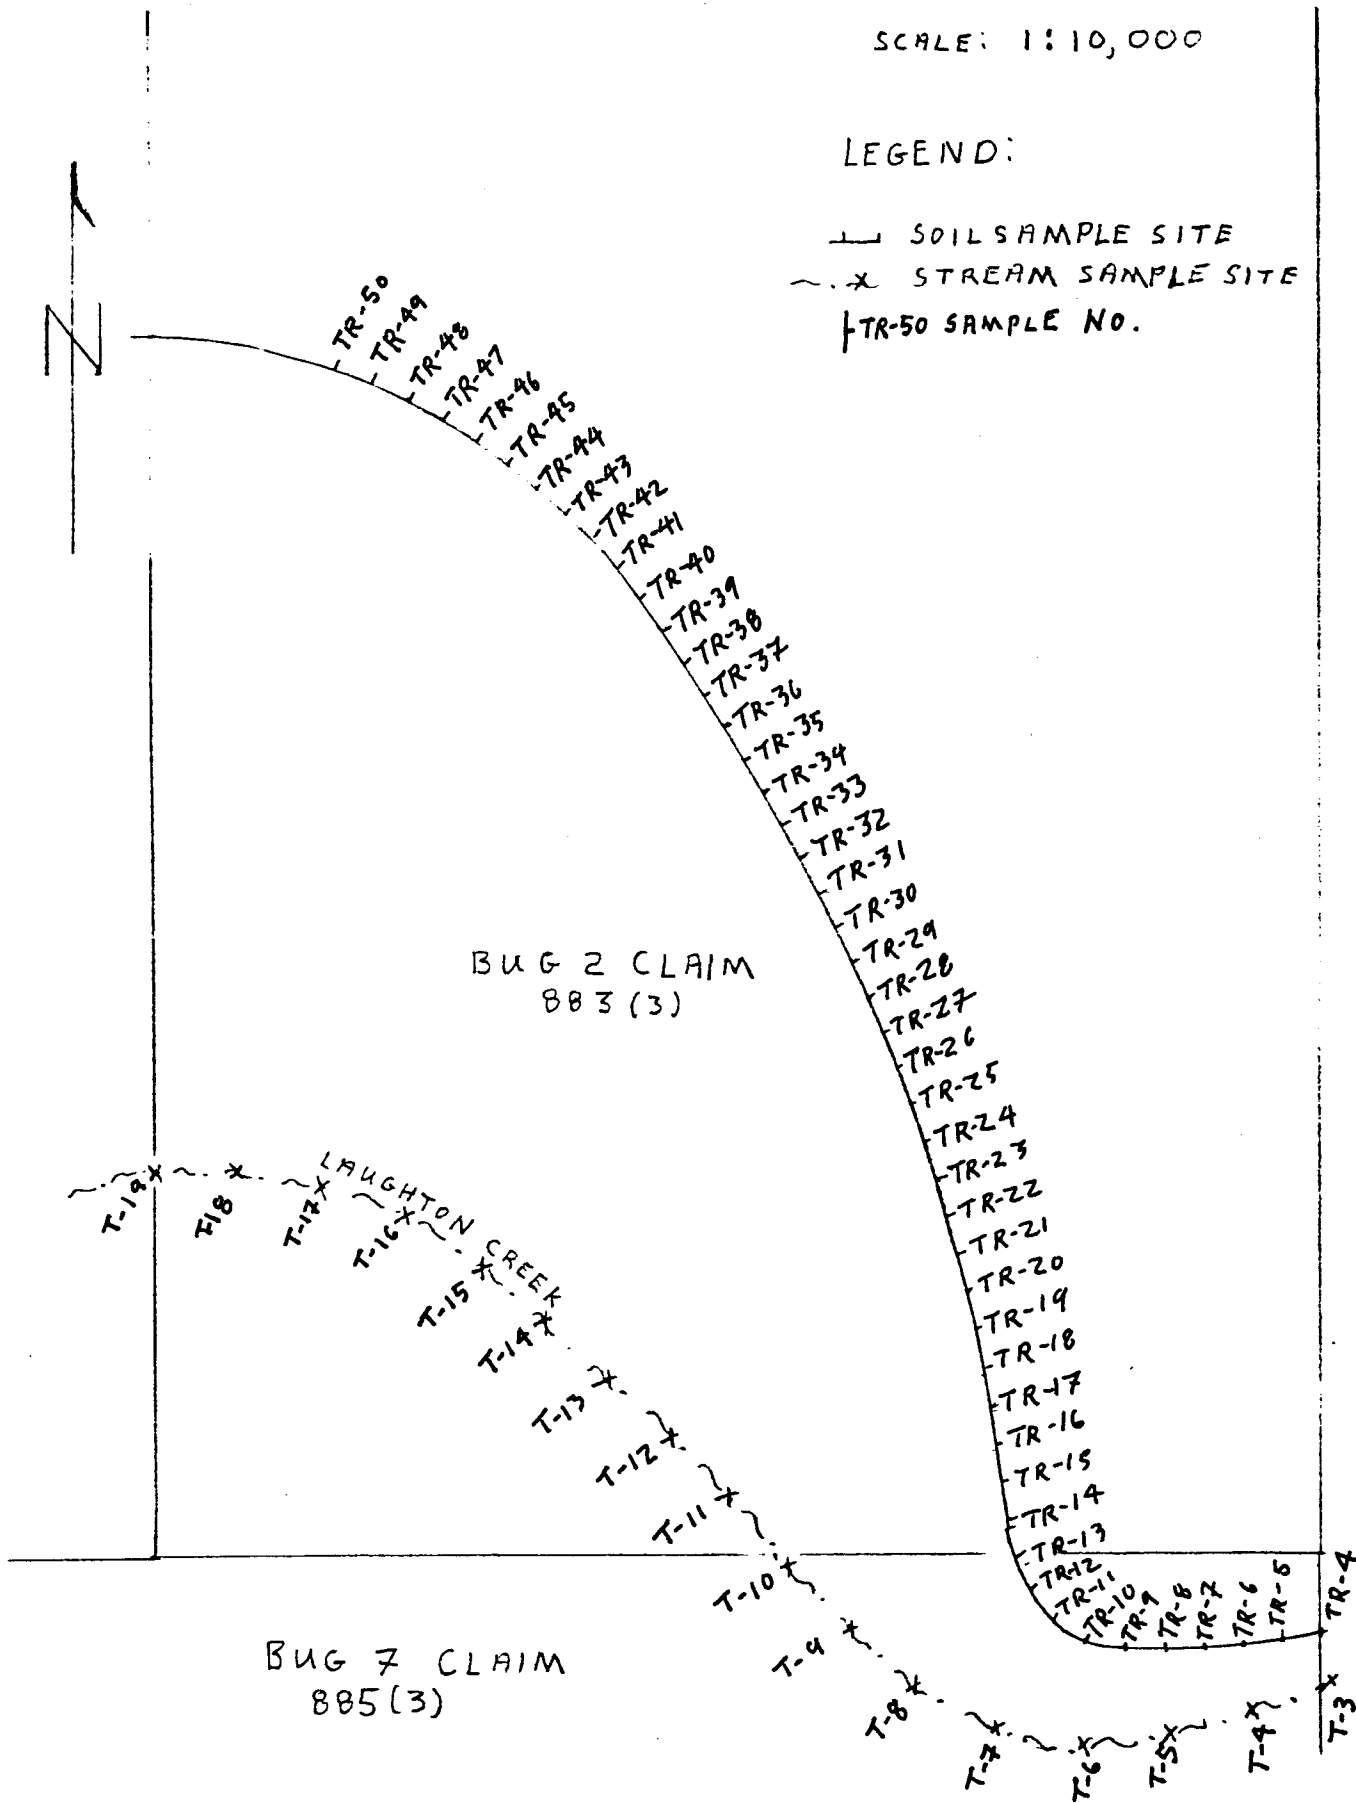 SCALE: 1:10,000
LEGEND:
SOIL SAMPLE SITE
STREAM SAMPLE SITE
TR-50 SAMPLE NO.
N
TR-50
TR-49
TR-48
TR-47
TR-46
TR-45
TR-44
TR-43
TR-42
TR-41
TR-40
TR-39
TR-38
TR-37
TR-36
TR-35
TR-34
TR-33
TR-32
TR-31
TR-30
TR-29
TR-28
TR-27
TR-26
TR-25
TR-24
TR-23
TR-22
TR-21
TR-20
TR-19
TR-18
TR-17
TR-16
TR-15
TR-14
TR-13
TR-12
TR-11
TR-10
TR-9
TR-8
TR-7
TR-6
TR-5
TR-4
BUG 2 CLAIM
883 (3)
LAUGHTON CREEK
T-19
T-18
T-17
T-16
T-15
T-14
T-13
T-12
T-11
T-10
T-9
T-8
T-7
T-6
T-5
T-4
T-3
BUG 7 CLAIM
885 (3)